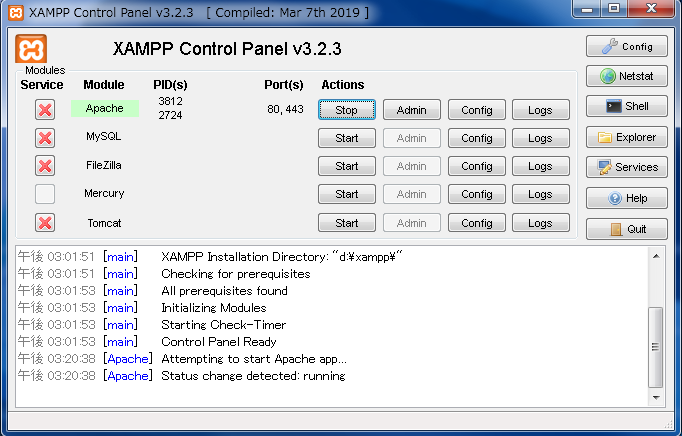 XAMPP Control Panel v3.2.3 [ Compiled: Mar 7th 2019 ]
XAMPP Control Panel v3.2.3
Config
Modules
Service Module PID(s) Port(s) Actions
Netstat
Apache 3812 2724 80, 443 Stop Admin Config Logs
Shell
MySQL Start Admin Config Logs
Explorer
FileZilla Start Admin Config Logs
Services
Mercury Start Admin Config Logs
Help
Tomcat Start Admin Config Logs
Quit
午後 03:01:51 [main] XAMPP Installation Directory: "d:¥xampp¥"
午後 03:01:51 [main] Checking for prerequisites
午後 03:01:53 [main] All prerequisites found
午後 03:01:53 [main] Initializing Modules
午後 03:01:53 [main] Starting Check-Timer
午後 03:01:53 [main] Control Panel Ready
午後 03:20:38 [Apache] Attempting to start Apache app...
午後 03:20:38 [Apache] Status change detected: running